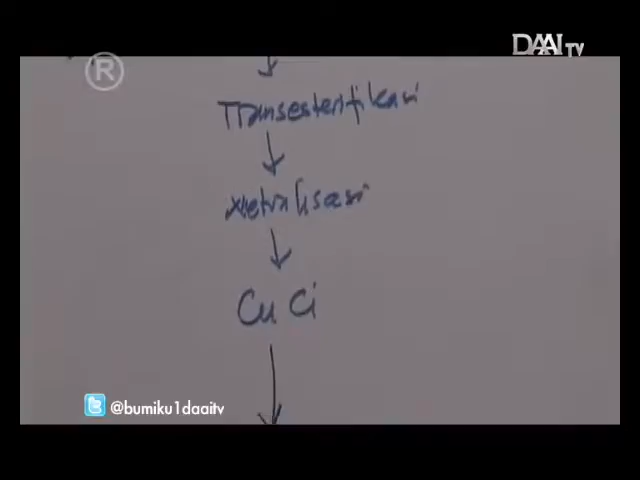 DAAI TV
®
Transesterifikasi
Netralisasi
Cuci
@bumiku1daaitv